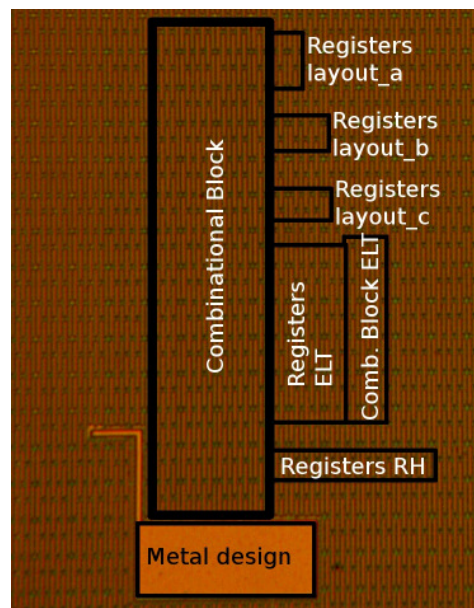 Registers
layout_a
Registers
layout_b
Registers
layout_c
Combinational Block
Registers
ELT
Comb. Block ELT
Registers RH
Metal design